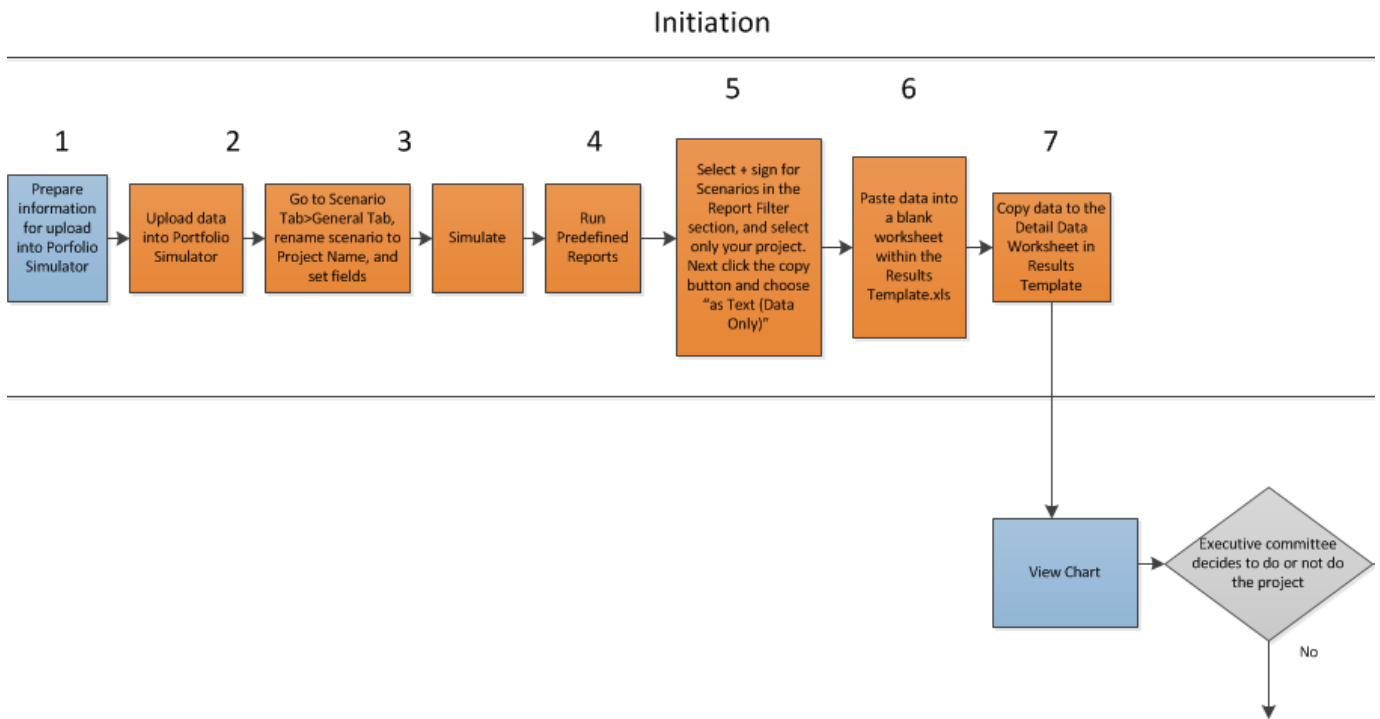 Initiation
1
2
3
4
5
6
7
Prepare
information
for upload
into Porfolio
Simulator
Upload data
into Portfolio
Simulator
Go to Scenario
Tab>General Tab,
rename scenario to
Project Name, and
set fields
Simulate
Run
Predefined
Reports
Select + sign for
Scenarios in the
Report Filter
section, and select
only your project.
Next click the copy
button and choose
“as Text (Data
Only)”
Paste data into
a blank
worksheet
within the
Results
Template.xls
Copy data to the
Detail Data
Worksheet in
Results
Template
View Chart
Executive committee
decides to do or not do
the project
No